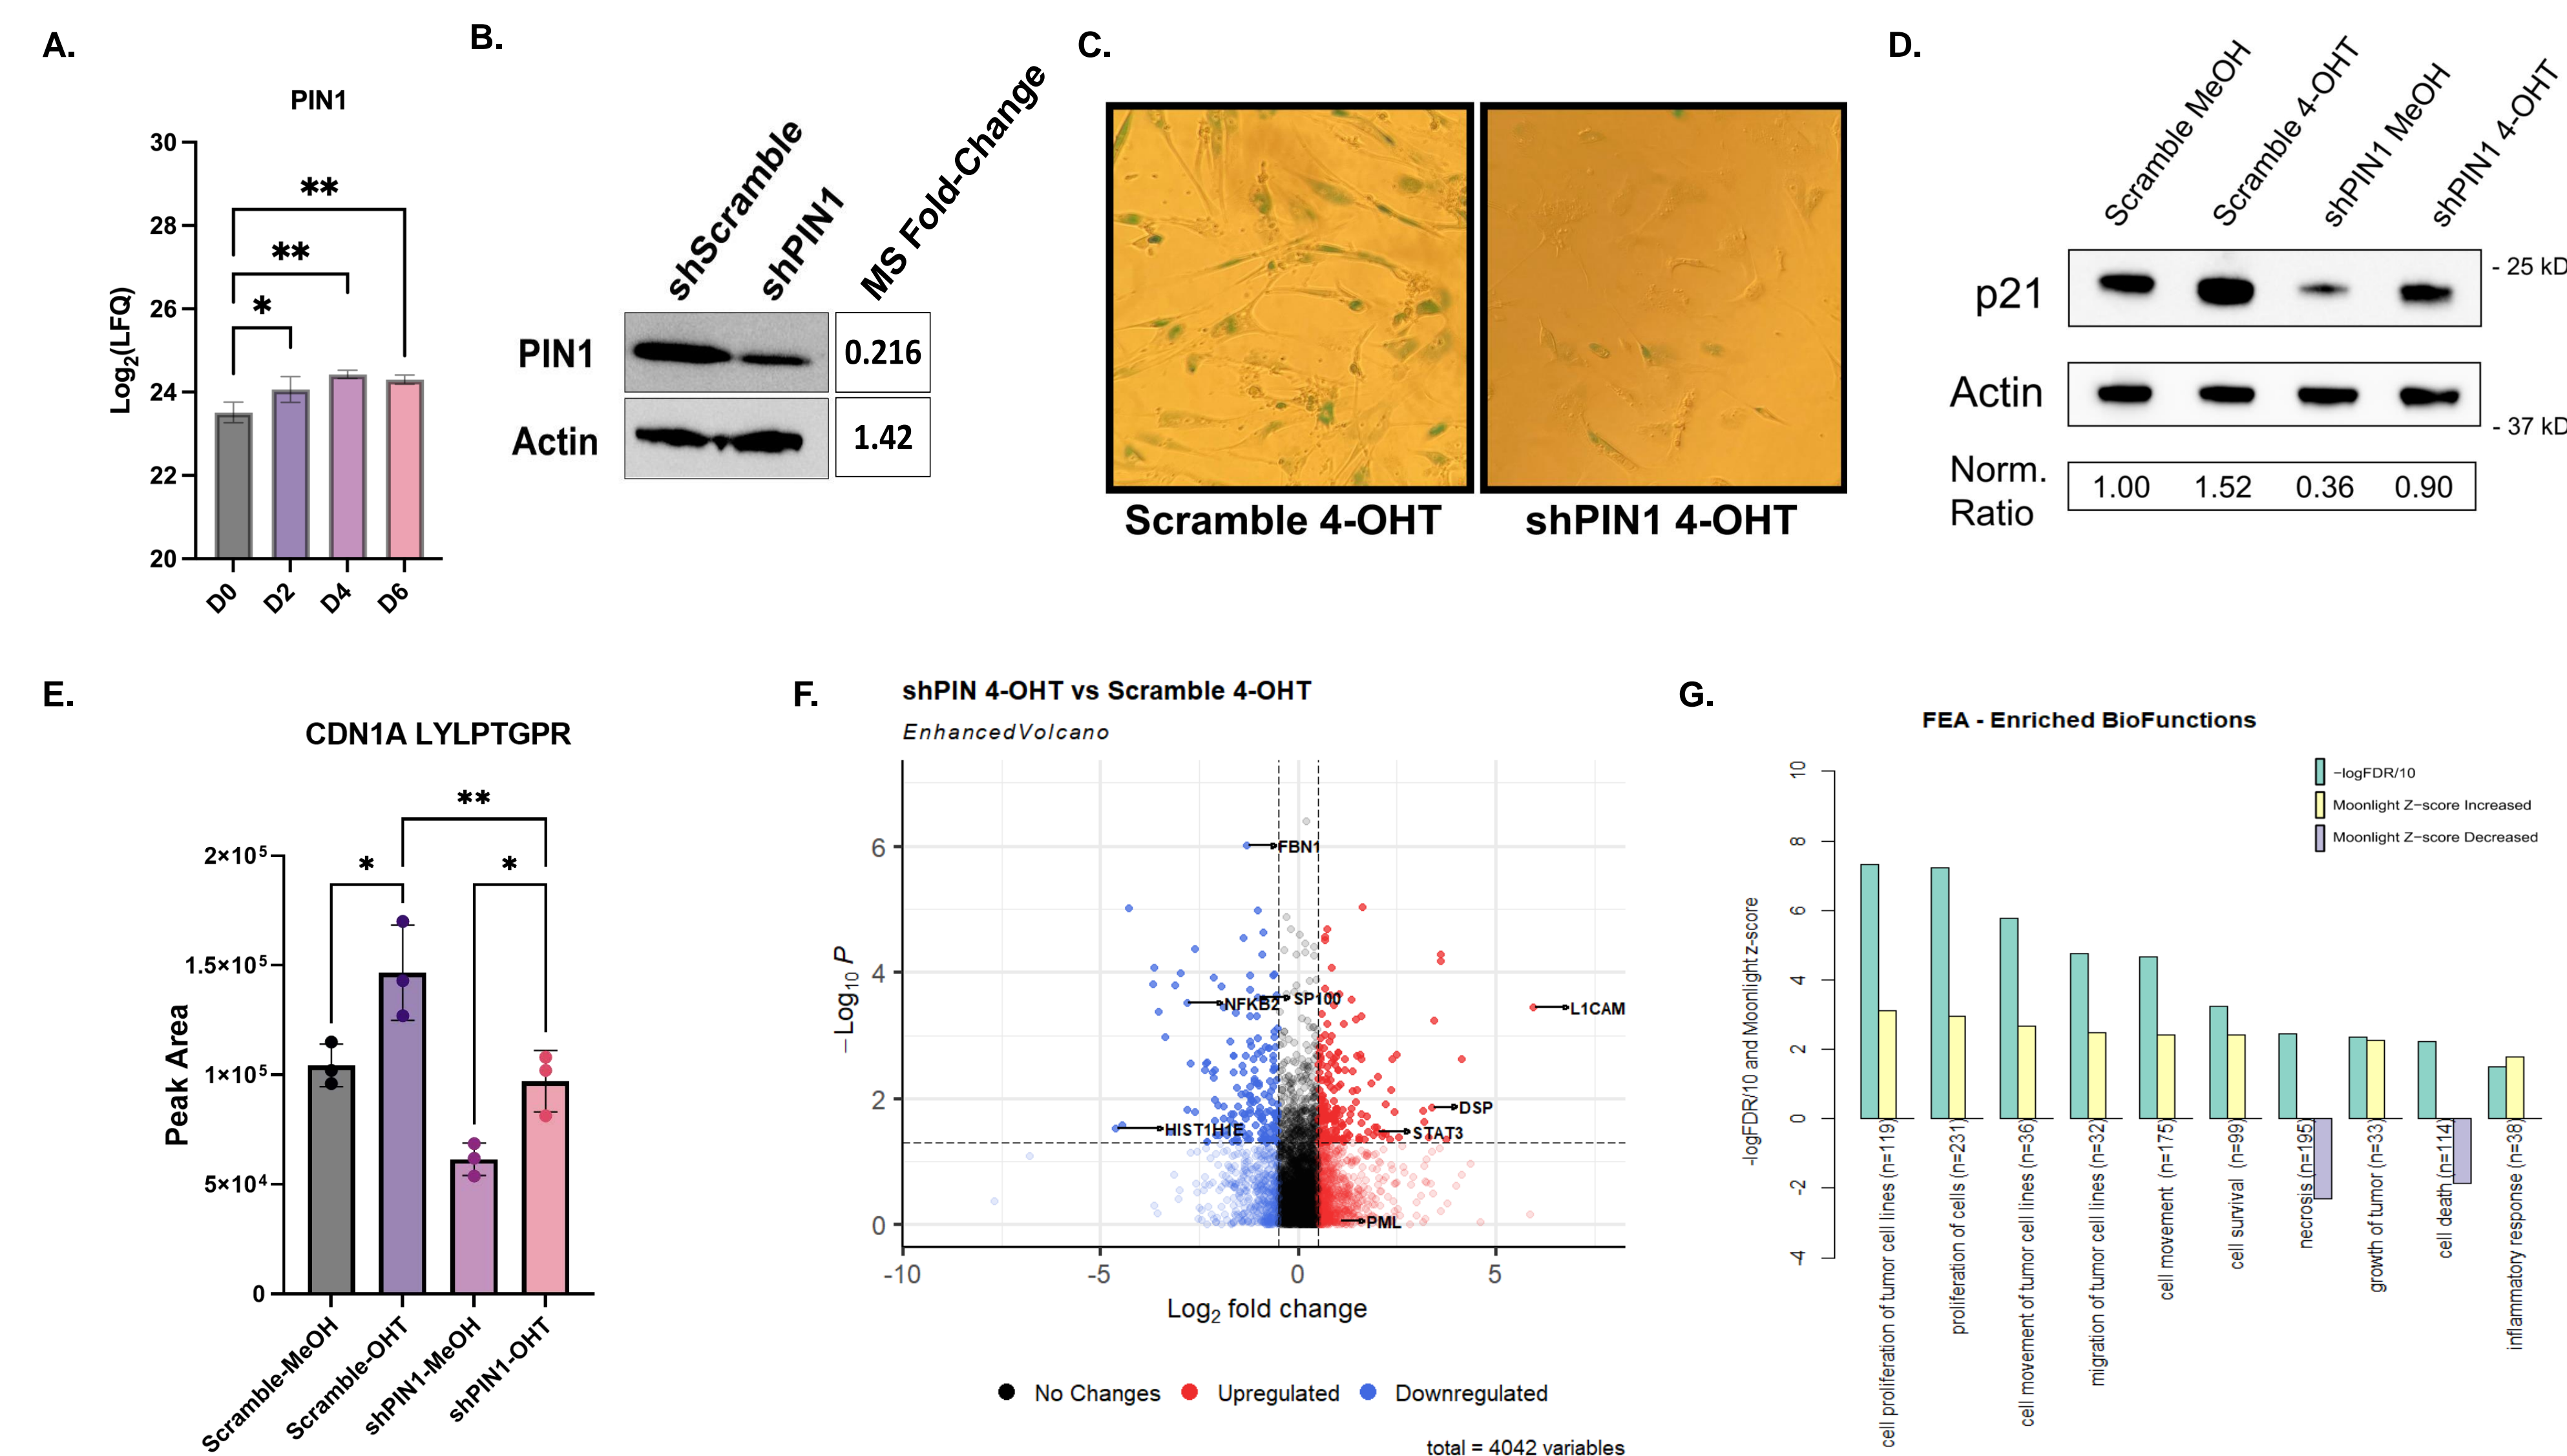 A.
PIN1
Log2(LFQ)
30
28
26
24
22
20
**
**
*
D0
D2
D4
D6
B.
shScramble
shPIN1
MS Fold-Change
PIN1
0.216
Actin
1.42
C.
Scramble 4-OHT
shPIN1 4-OHT
D.
Scramble MeOH
Scramble 4-OHT
shPIN1 MeOH
shPIN1 4-OHT
p21
- 25 kD
Actin
- 37 kD
Norm.
Ratio
1.00 1.52 0.36 0.90
E.
CDN1A LYLPTGPR
Peak Area
2×10⁵
1.5×10⁵
1×10⁵
5×10⁴
0
**
*
*
Scramble-MeOH
Scramble-OHT
shPIN1-MeOH
shPIN1-OHT
F.
shPIN 4-OHT vs Scramble 4-OHT
EnhancedVolcano
−Log10 P
6
4
2
0
FBN1
NFKB2
SP100
L1CAM
DSP
HIST1H1E
STAT3
PML
-10
-5
0
5
Log2 fold change
No Changes
Upregulated
Downregulated
total = 4042 variables
G.
FEA - Enriched BioFunctions
−logFDR/10
Moonlight Z−score Increased
Moonlight Z−score Decreased
-logFDR/10 and Moonlight z-score
10
8
6
4
2
0
-2
-4
cell proliferation of tumor cell lines (n=119)
proliferation of cells (n=231)
cell movement of tumor cell lines (n=36)
migration of tumor cell lines (n=32)
cell movement (n=175)
cell survival (n=99)
necrosis (n=195)
growth of tumor (n=33)
cell death (n=114)
inflammatory response (n=38)